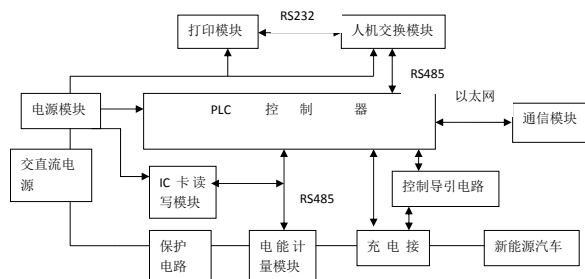 RS232
打印模块
人机交换模块
RS485
以太网
电源模块
PLC 控制器
通信模块
交直流电
源
IC 卡读
写模块
RS485
控制导引电路
保护
电路
电能计
量模块
充电接
新能源汽车